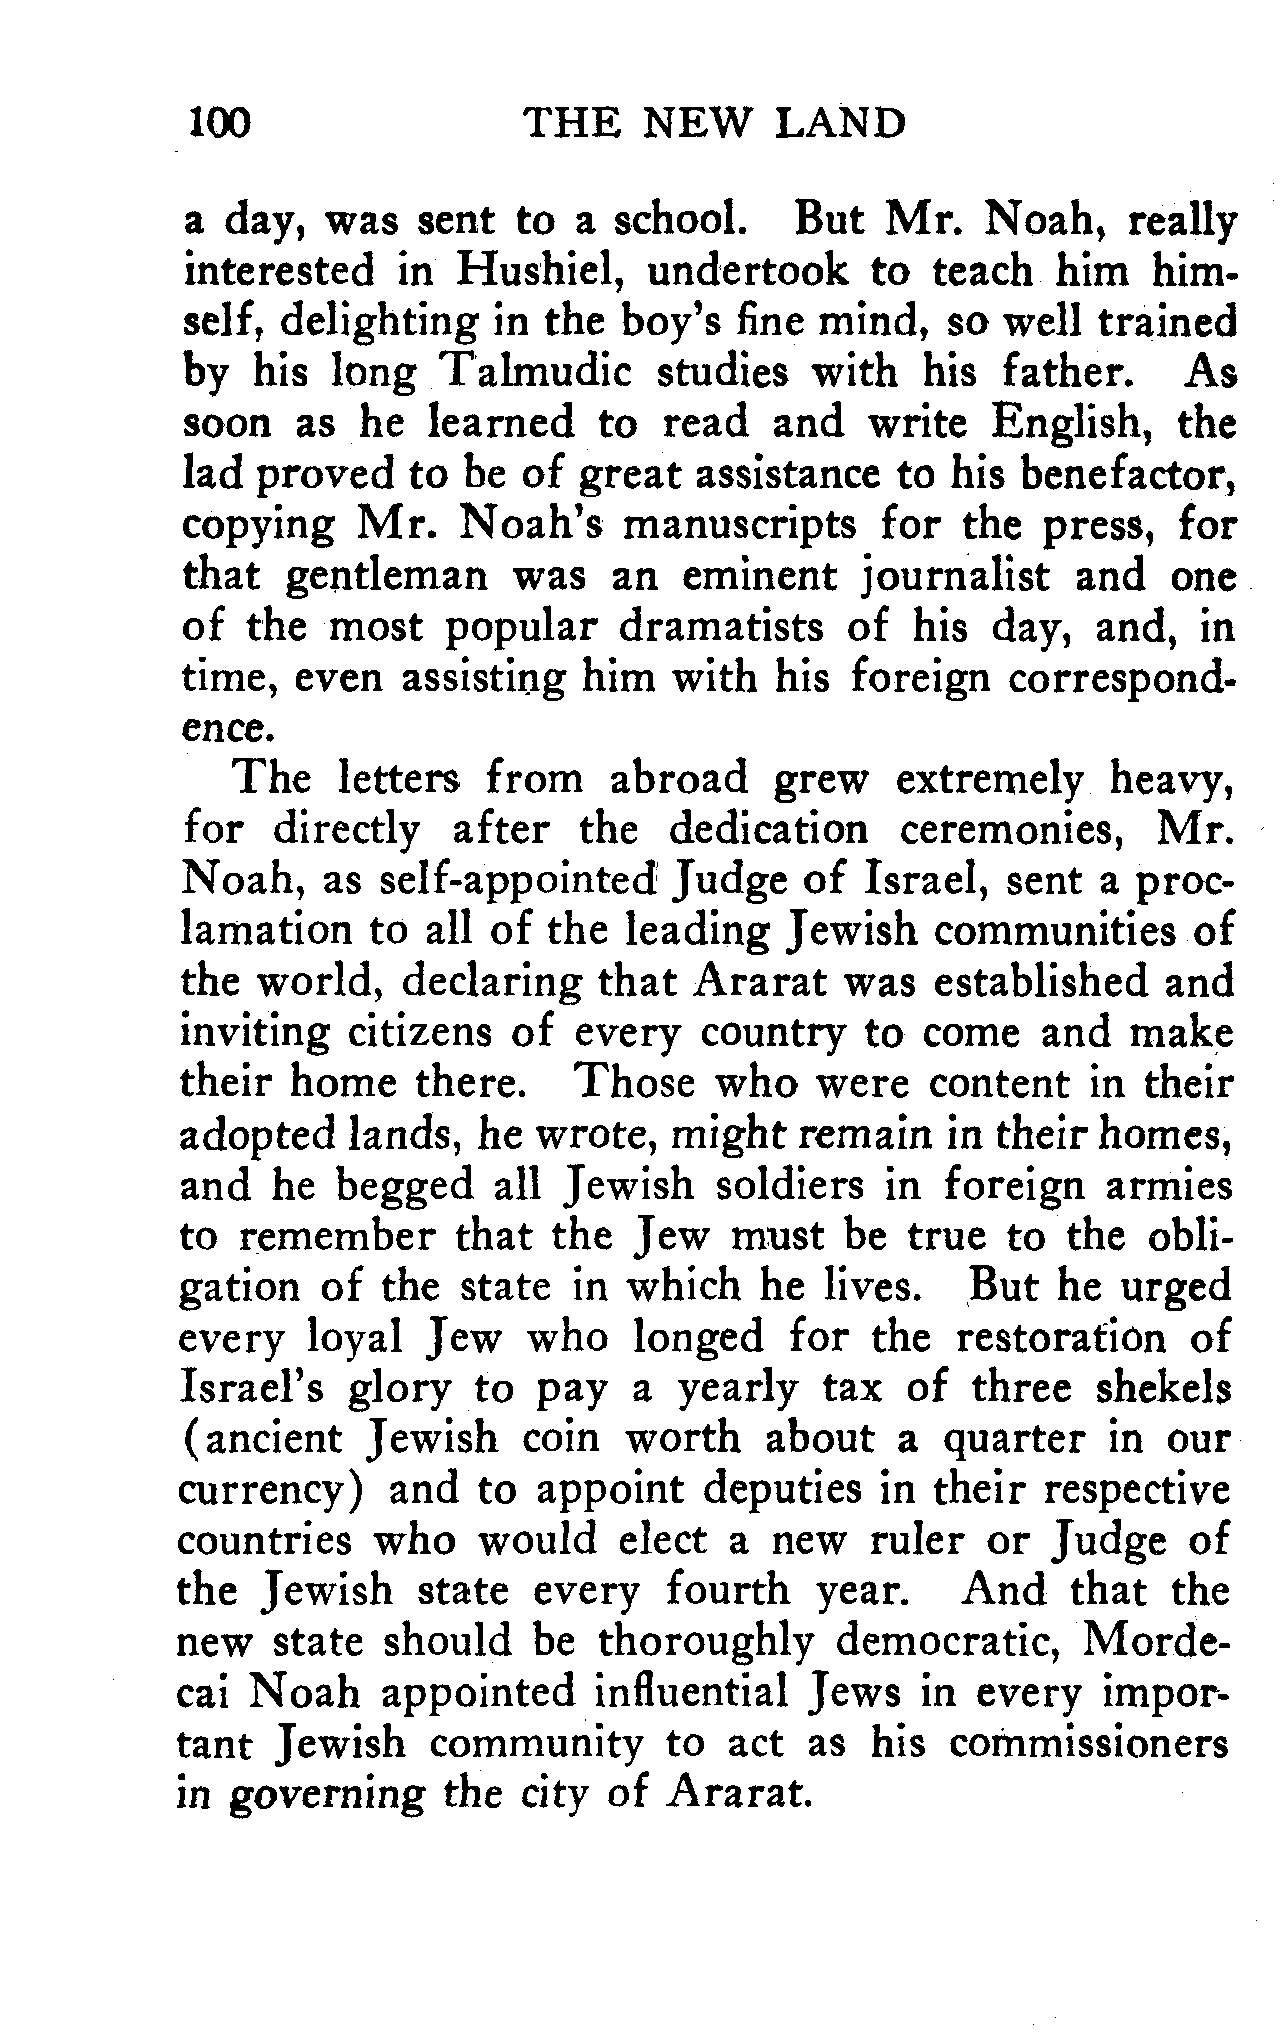 100 THE NEW LAND
a day, was sent to a school. But Mr. Noah, really
interested in Hushiel, undertook to teach him him-
self, delighting in the boy's fine mind, so well trained
by his long Talmudic studies with his father. As
soon as he learned to read and write English, the
lad proved to be of great assistance to his benefactor,
copying Mr. Noah's manuscripts for the press, for
that gentleman was an eminent journalist and one
of the most popular dramatists of his day, and, in
time, even assisting him with his foreign correspond-
ence.
The letters from abroad grew extremely heavy,
for directly after the dedication ceremonies, Mr.
Noah, as self-appointed Judge of Israel, sent a proc-
lamation to all of the leading Jewish communities of
the world, declaring that Ararat was established and
inviting citizens of every country to come and make
their home there. Those who were content in their
adopted lands, he wrote, might remain in their homes,
and he begged all Jewish soldiers in foreign armies
to remember that the Jew must be true to the obli-
gation of the state in which he lives. But he urged
every loyal Jew who longed for the restoration of
Israel's glory to pay a yearly tax of three shekels
(ancient Jewish coin worth about a quarter in our
currency) and to appoint deputies in their respective
countries who would elect a new ruler or Judge of
the Jewish state every fourth year. And that the
new state should be thoroughly democratic, Morde-
cai Noah appointed influential Jews in every impor-
tant Jewish community to act as his commissioners
in governing the city of Ararat.